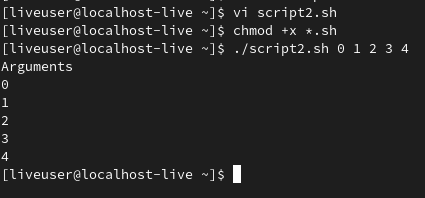 [liveuser@localhost-live ~]$ vi script2.sh
[liveuser@localhost-live ~]$ chmod +x *.sh
[liveuser@localhost-live ~]$ ./script2.sh 0 1 2 3 4
Arguments
0
1
2
3
4
[liveuser@localhost-live ~]$